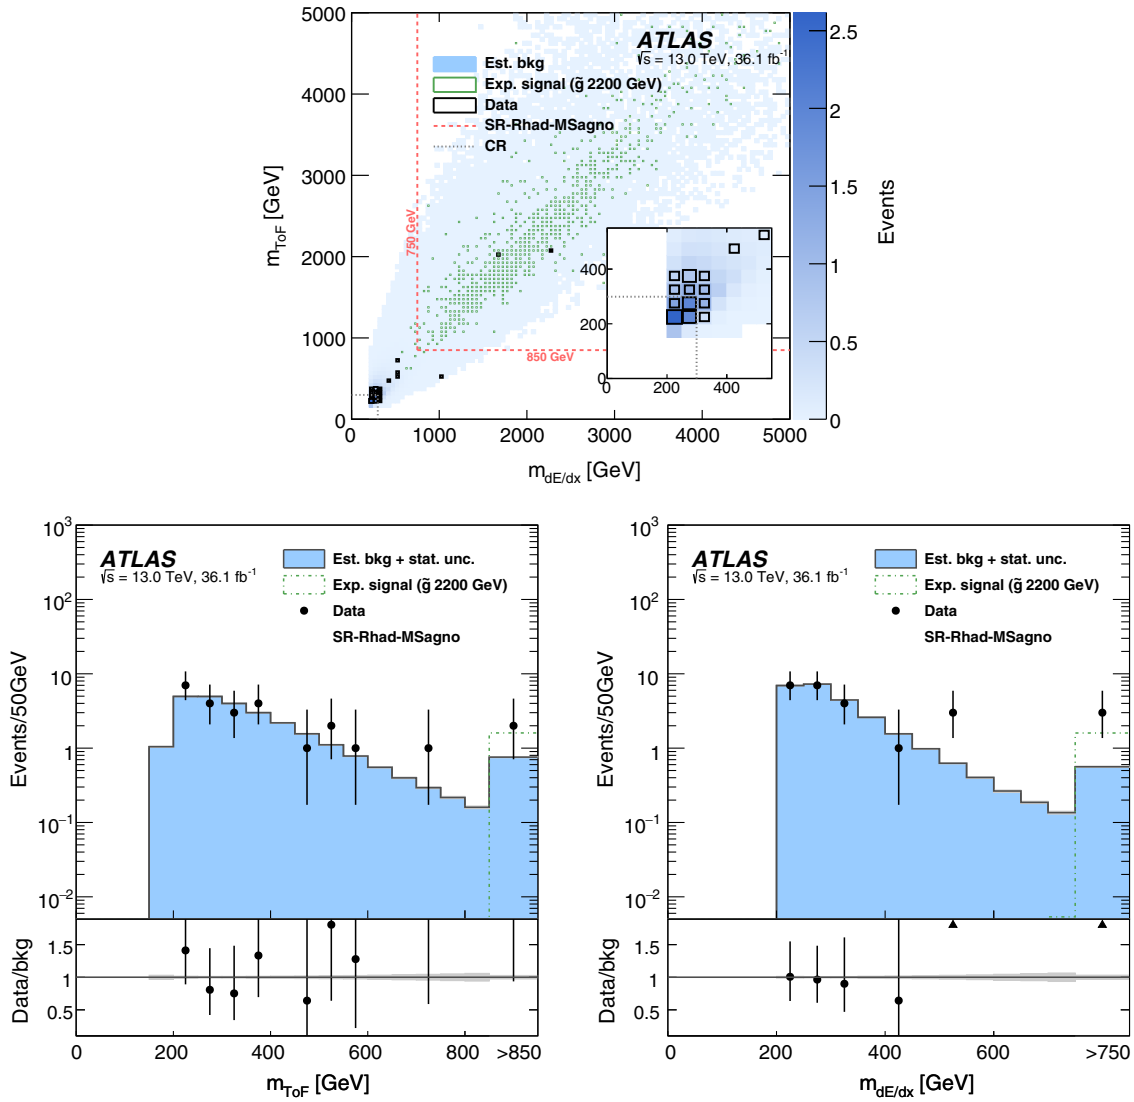 5000
4000
3000
2000
1000
0
m_ToF [GeV]
ATLAS
√s = 13.0 TeV, 36.1 fb⁻¹
Est. bkg
Exp. signal (g̃ 2200 GeV)
Data
SR-Rhad-MSagno
CR
750 GeV
850 GeV
400
200
0
0 200 400
0 1000 2000 3000 4000 5000
m_dE/dx [GeV]
2.5
2
1.5
1
0.5
0
Events
10³
10²
10
1
10⁻¹
10⁻²
Events/50GeV
ATLAS
√s = 13.0 TeV, 36.1 fb⁻¹
Est. bkg + stat. unc.
Exp. signal (g̃ 2200 GeV)
Data
SR-Rhad-MSagno
1.5
1
0.5
Data/bkg
0 200 400 600 800 >850
m_ToF [GeV]
10³
10²
10
1
10⁻¹
10⁻²
Events/50GeV
ATLAS
√s = 13.0 TeV, 36.1 fb⁻¹
Est. bkg + stat. unc.
Exp. signal (g̃ 2200 GeV)
Data
SR-Rhad-MSagno
1.5
1
0.5
Data/bkg
0 200 400 600 >750
m_dE/dx [GeV]